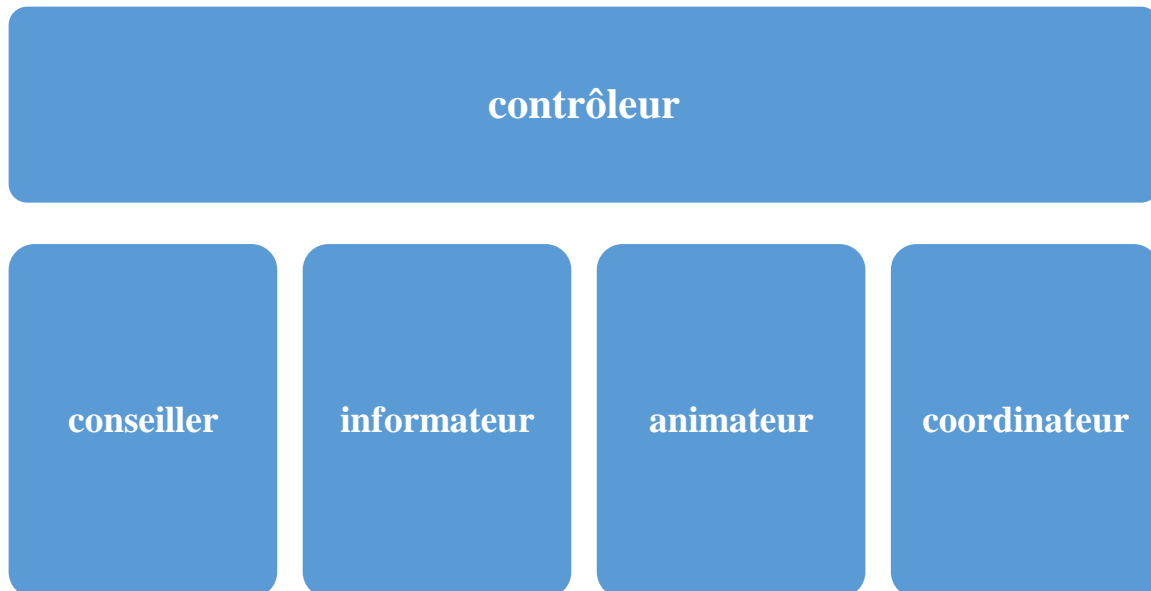 contrôleur
conseiller
informateur
animateur
coordinateur